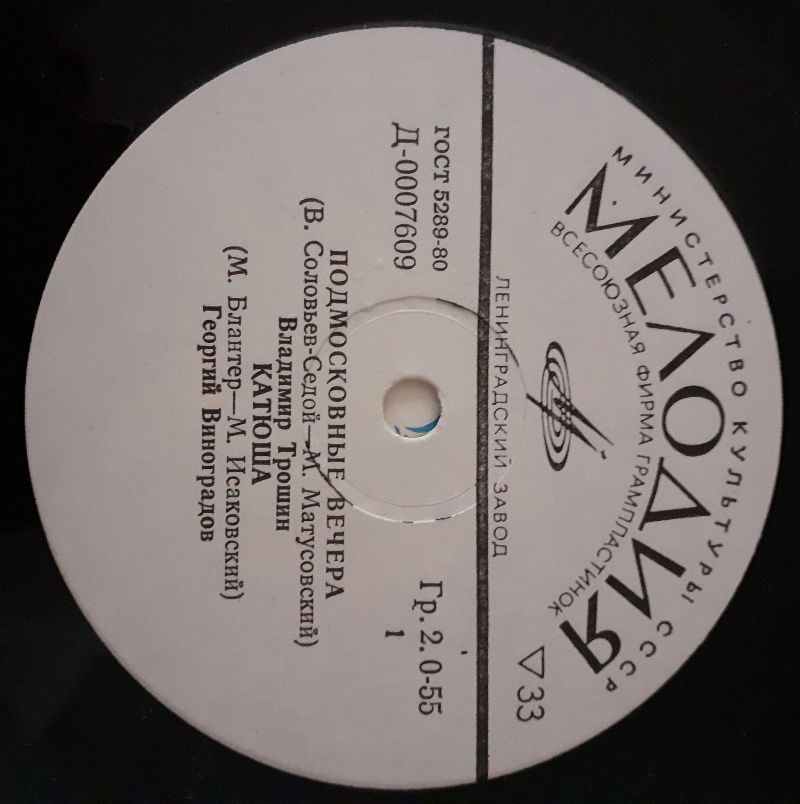 МИНИСТЕРСТВО КУЛЬТУРЫ СССР
МЕЛОДИЯ
ВСЕСОЮЗНАЯ ФИРМА ГРАМПЛАСТИНОК
▽33
ЛЕНИНГРАДСКИЙ ЗАВОД
ГОСТ 5289-80
Д-0007609
Гр. 2. 0-55
1
ПОДМОСКОВНЫЕ ВЕЧЕРА
(В. Соловьев-Седой—М. Матусовский)
Владимир Трошин
КАТЮША
(М. Блантер—М. Исаковский)
Георгий Виноградов